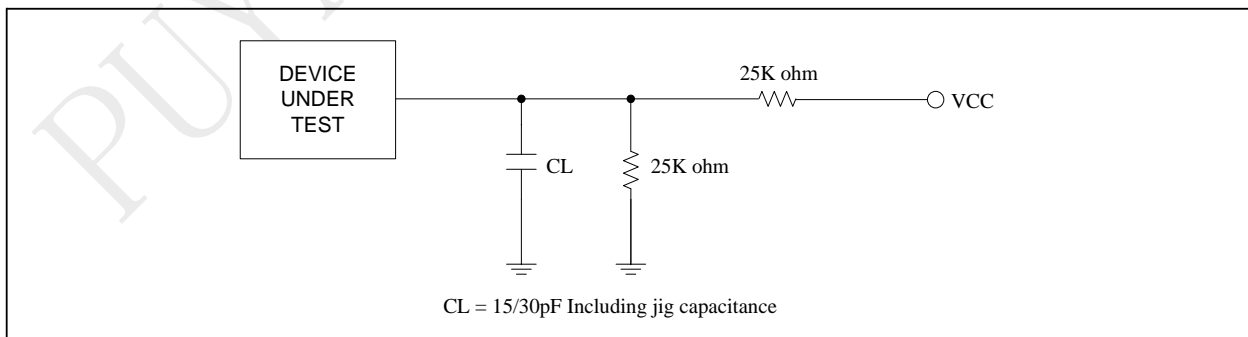 DEVICE
UNDER
TEST
25K ohm
VCC
CL
25K ohm
CL = 15/30pF Including jig capacitance